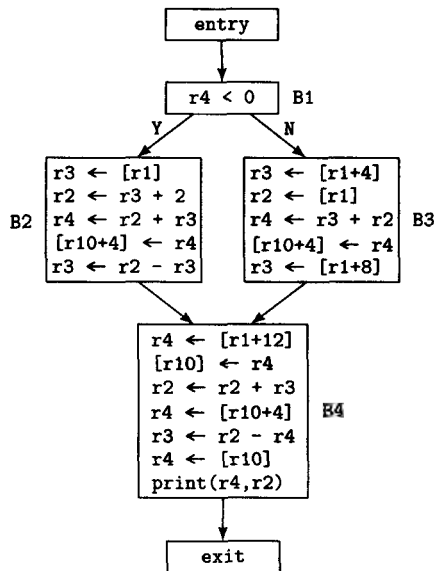 entry
r4 < 0 B1
Y N
B2
r3 ← [r1]
r2 ← r3 + 2
r4 ← r2 + r3
[r10+4] ← r4
r3 ← r2 - r3
r3 ← [r1+4]
r2 ← [r1]
r4 ← r3 + r2
[r10+4] ← r4
r3 ← [r1+8]
B3
r4 ← [r1+12]
[r10] ← r4
r2 ← r2 + r3
r4 ← [r10+4]
r3 ← r2 - r4
r4 ← [r10]
print(r4,r2)
B4
exit